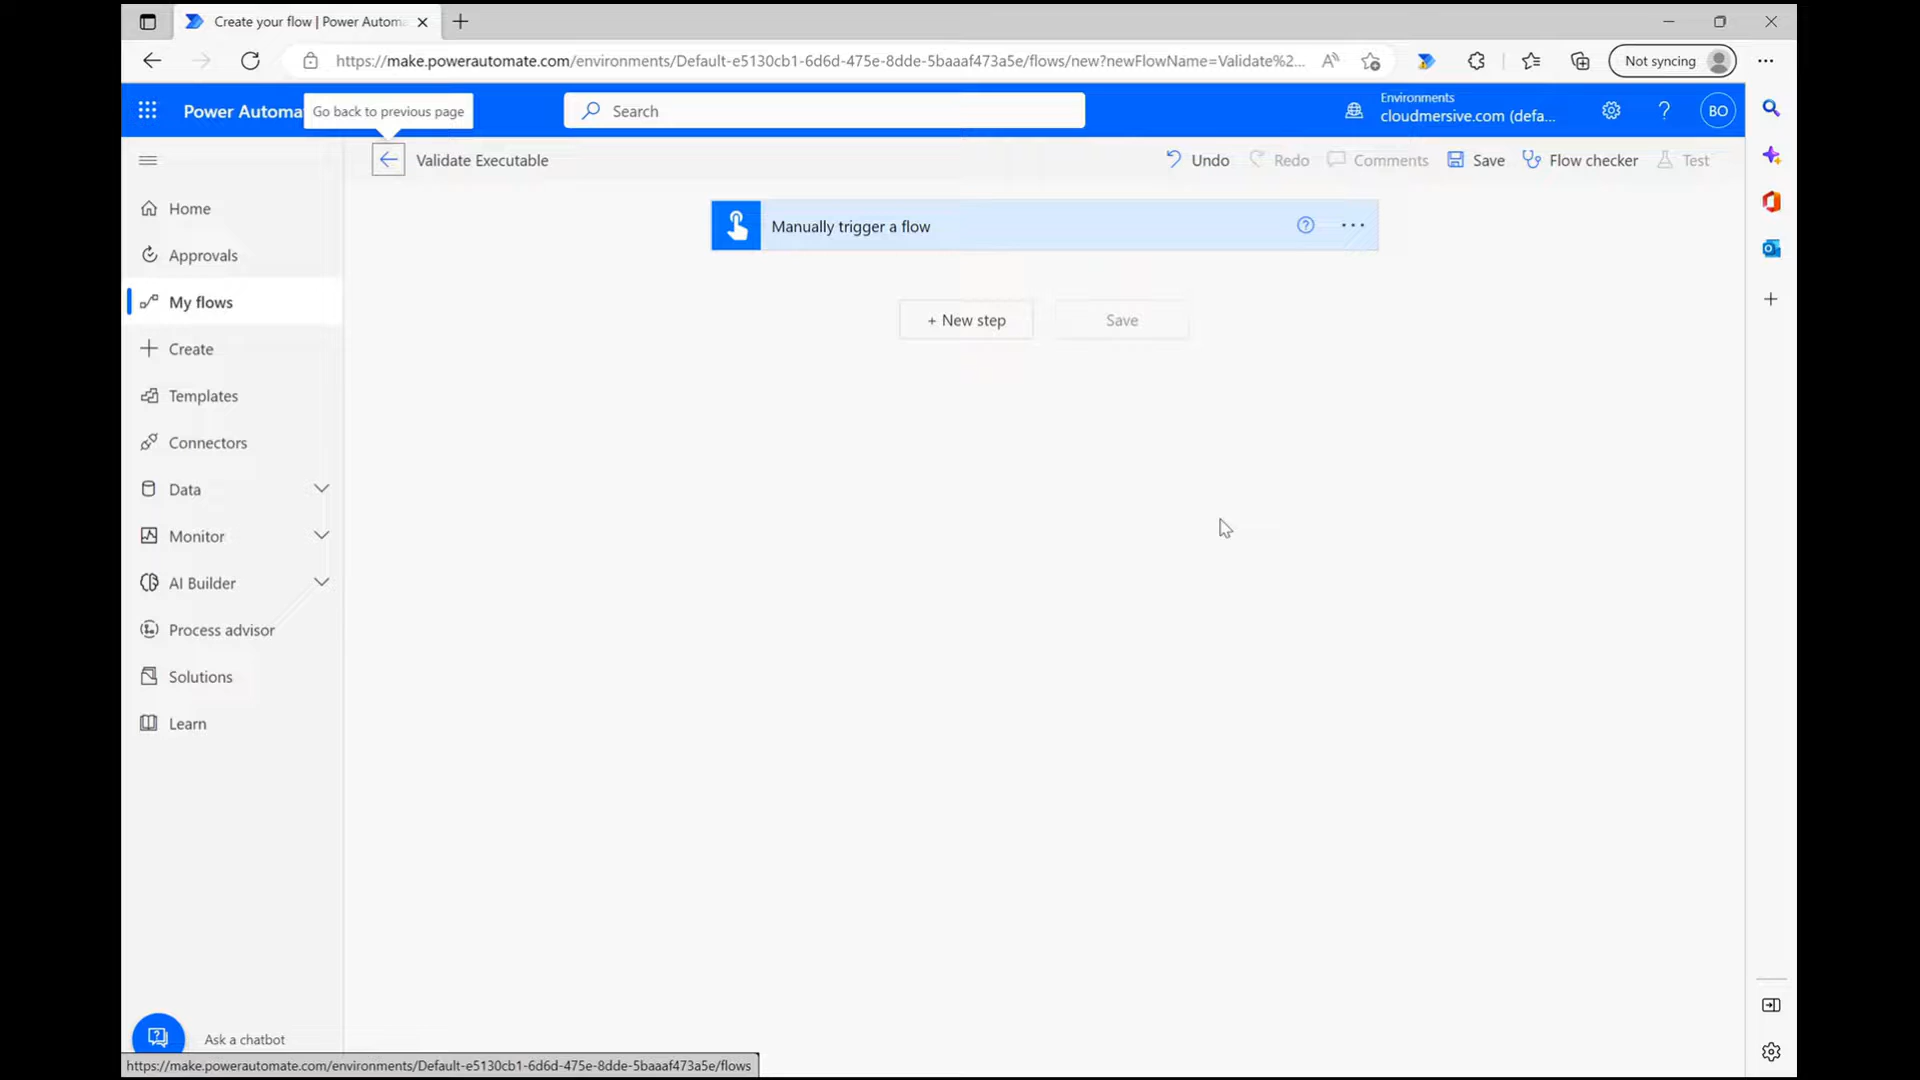 Create your flow | Power Autom
https://make.powerautomate.com/environments/Default-e5130cb1-6d6d-475e-8dde-5baaaf473a5e/flows/new?newFlowName=Validate%2...
Not syncing
Power Automa
Go back to previous page
Search
Environments
cloudmersive.com (defa...
BO
Validate Executable
Undo
Redo
Comments
Save
Flow checker
Test
Home
Approvals
My flows
Create
Templates
Connectors
Data
Monitor
AI Builder
Process advisor
Solutions
Learn
Manually trigger a flow
+ New step
Save
Ask a chatbot
https://make.powerautomate.com/environments/Default-e5130cb1-6d6d-475e-8dde-5baaaf473a5e/flows